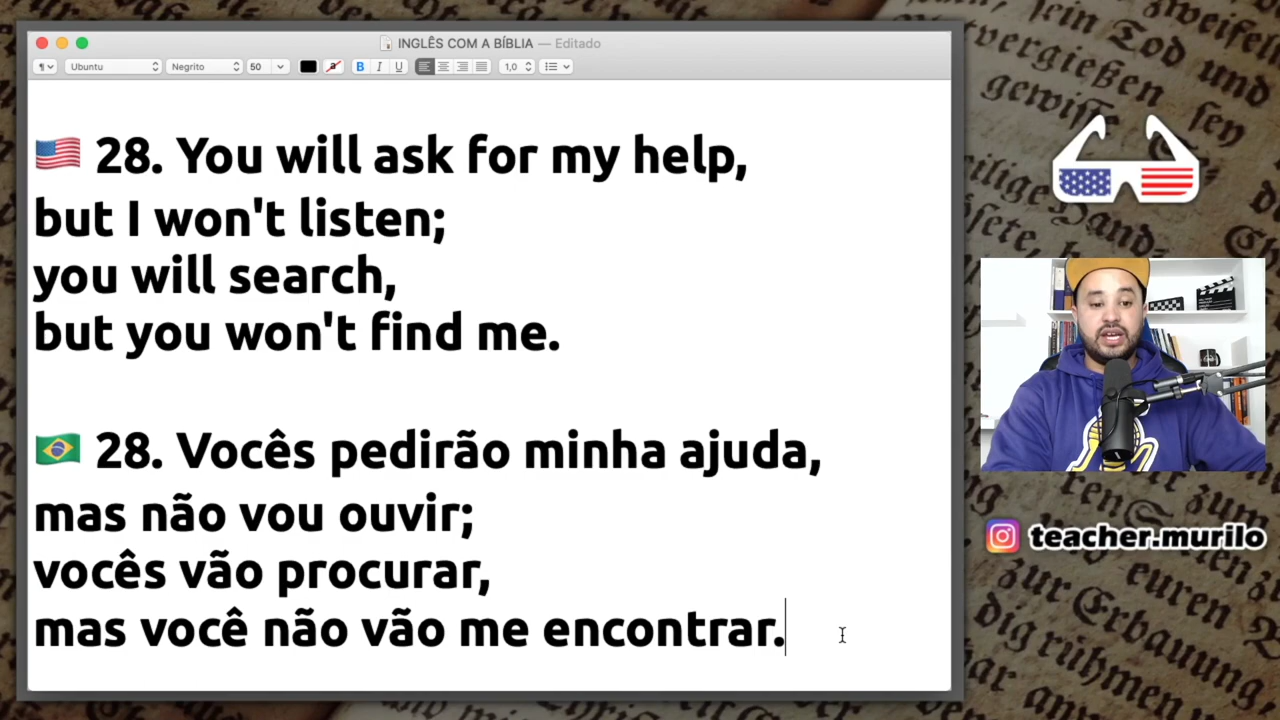 INGLÊS COM A BÍBLIA — Editado
Ubuntu Negrito 50 a B I U 1,0
28. You will ask for my help,
but I won't listen;
you will search,
but you won't find me.
28. Vocês pedirão minha ajuda,
mas não vou ouvir;
vocês vão procurar,
mas você não vão me encontrar.
teacher.murilo